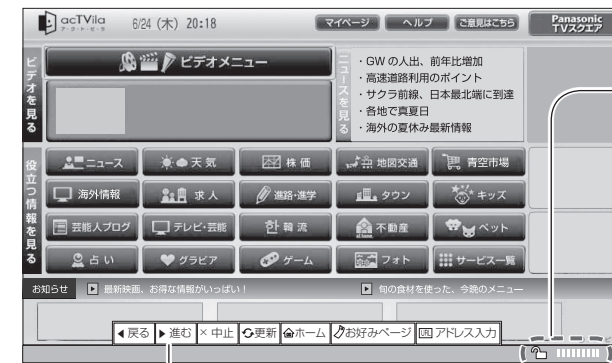 acTVila 6/24 (木) 20:18 マイページ ヘルプ ご意見はこちら Panasonic
ア・ク・ト・ビ・ラ TVスクエア
ビデオを見る
ビデオメニュー
ニュースを見る
・GWの人出、前年比増加
・高速道路利用のポイント
・サクラ前線、日本最北端に到達
・各地で真夏日
・海外の夏休み最新情報
役立つ情報を見る
ニュース 天気 株価 地図交通 青空市場
海外情報 求人 進路・進学 タウン キッズ
芸能人ブログ テレビ・芸能 한 韓流 不動産 ペット
占い グラビア ゲーム フォト サービス一覧
お知らせ 最新映画、お得な情報がいっぱい! 旬の食材を使った、今晩のメニュー
◀戻る ▶進む ×中止 更新 ホーム お好みページ URL アドレス入力